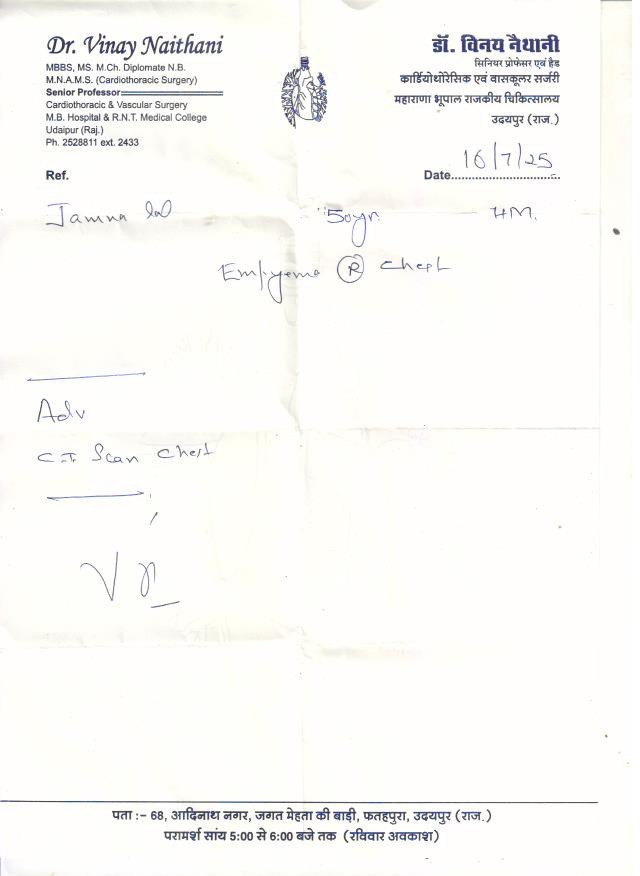 Dr. Vinay Naithani
MBBS, MS. M.Ch. Diplomate N.B.
M.N.A.M.S. (Cardiothoracic Surgery)
Senior Professor
Cardiothoracic & Vascular Surgery
M.B. Hospital & R.N.T. Medical College
Udaipur (Raj.)
Ph. 2528811 ext. 2433
डॉ. विनय नैथानी
सिनियर प्रोफेसर एवं हैड
कार्डियोथोरेसिक एवं वासकूलर सर्जरी
महाराणा भूपाल राजकीय चिकित्सालय
उदयपुर (राज.)
Ref.
Date 16/7/25
Jamna lal 50yr.
Empyema (R) Chest
Adv
C.T. Scan Chest
पता :– 68, आदिनाथ नगर, जगत मेहता की बाड़ी, फतहपुरा, उदयपुर (राज.)
परामर्श सांय 5:00 से 6:00 बजे तक (रविवार अवकाश)